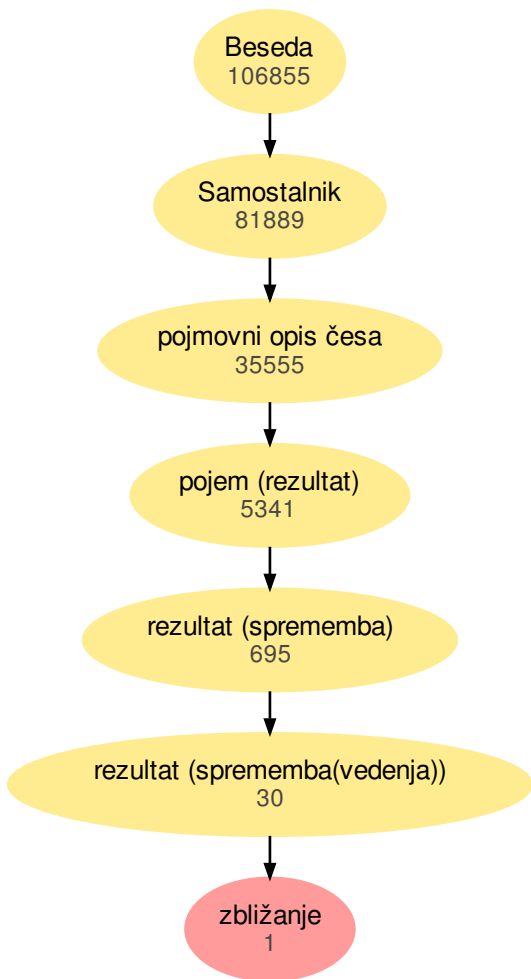 Beseda
106855
Samostalnik
81889
pojmovni opis česa
35555
pojem (rezultat)
5341
rezultat (sprememba)
695
rezultat (sprememba(vedenja))
30
zbližanje
1